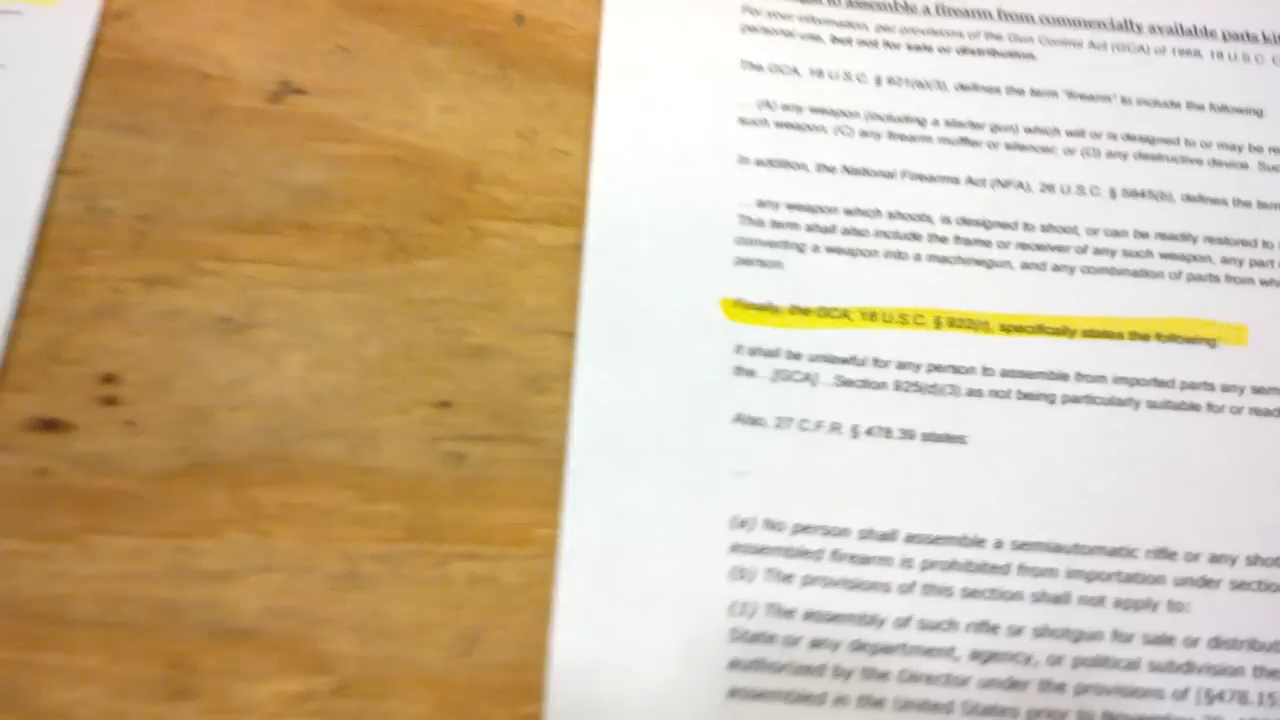 to assemble a firearm from commercially available parts kit
For your information, per provisions of the Gun Control Act (GCA) of 1968, 18 U.S.C.
personal use, but not for sale or distribution.
The GCA, 18 U.S.C. § 921(a)(3), defines the term "firearm" to include the following
... (A) any weapon (including a starter gun) which will or is designed to or may be
such weapon; (C) any firearm muffler or silencer; or (D) any destructive device.
In addition, the National Firearms Act (NFA), 26 U.S.C. § 5845(b), defines the
... any weapon which shoots, is designed to shoot, or can be readily restored to
This term shall also include the frame or receiver of any such weapon, any part
converting a weapon into a machinegun, and any combination of parts from
person.
Finally, the GCA, 18 U.S.C. § 922(r), specifically states the following:
It shall be unlawful for any person to assemble from imported parts any
the ...[GCA]... Section 925(d)(3) as not being particularly suitable for or
Also, 27 C.F.R. § 478.39 states:
...
(a) No person shall assemble a semiautomatic rifle or any
assembled firearm is prohibited from importation under
(b) The provisions of this section shall not apply to:
(1) The assembly of such rifle or shotgun for sale or
State or any department, agency, or political subdivision
authorized by the Director under the provisions of [§478.15
assembled in the United States prior to